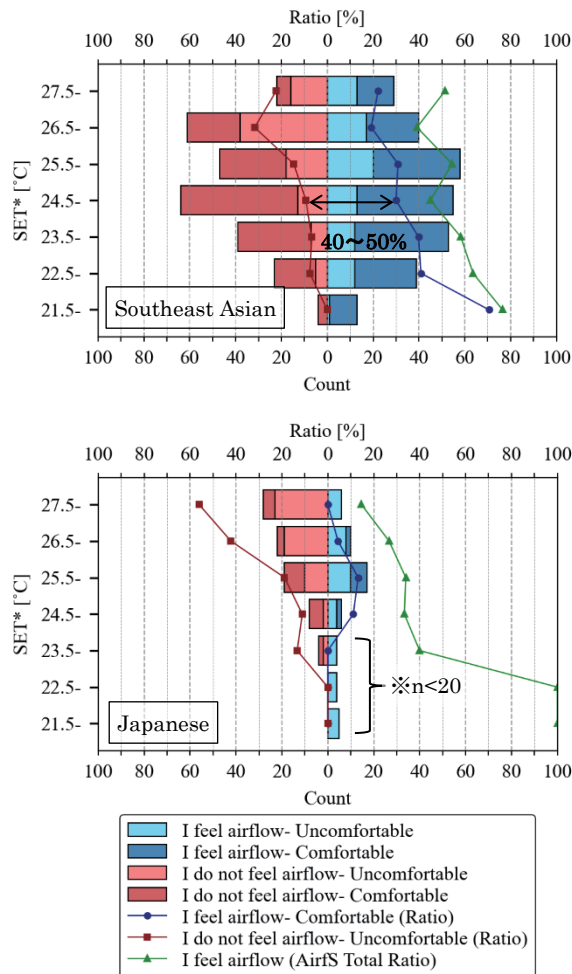 Ratio [%]
100 80 60 40 20 0 20 40 60 80 100
SET* [°C]
27.5-
26.5-
25.5-
24.5-
23.5-
22.5-
21.5-
40～50%
Southeast Asian
100 80 60 40 20 0 20 40 60 80 100
Count
Ratio [%]
100 80 60 40 20 0 20 40 60 80 100
SET* [°C]
27.5-
26.5-
25.5-
24.5-
23.5-
22.5-
21.5-
※n<20
Japanese
100 80 60 40 20 0 20 40 60 80 100
Count
I feel airflow- Uncomfortable
I feel airflow- Comfortable
I do not feel airflow- Uncomfortable
I do not feel airflow- Comfortable
I feel airflow- Comfortable (Ratio)
I do not feel airflow- Uncomfortable (Ratio)
I feel airflow (AirfS Total Ratio)